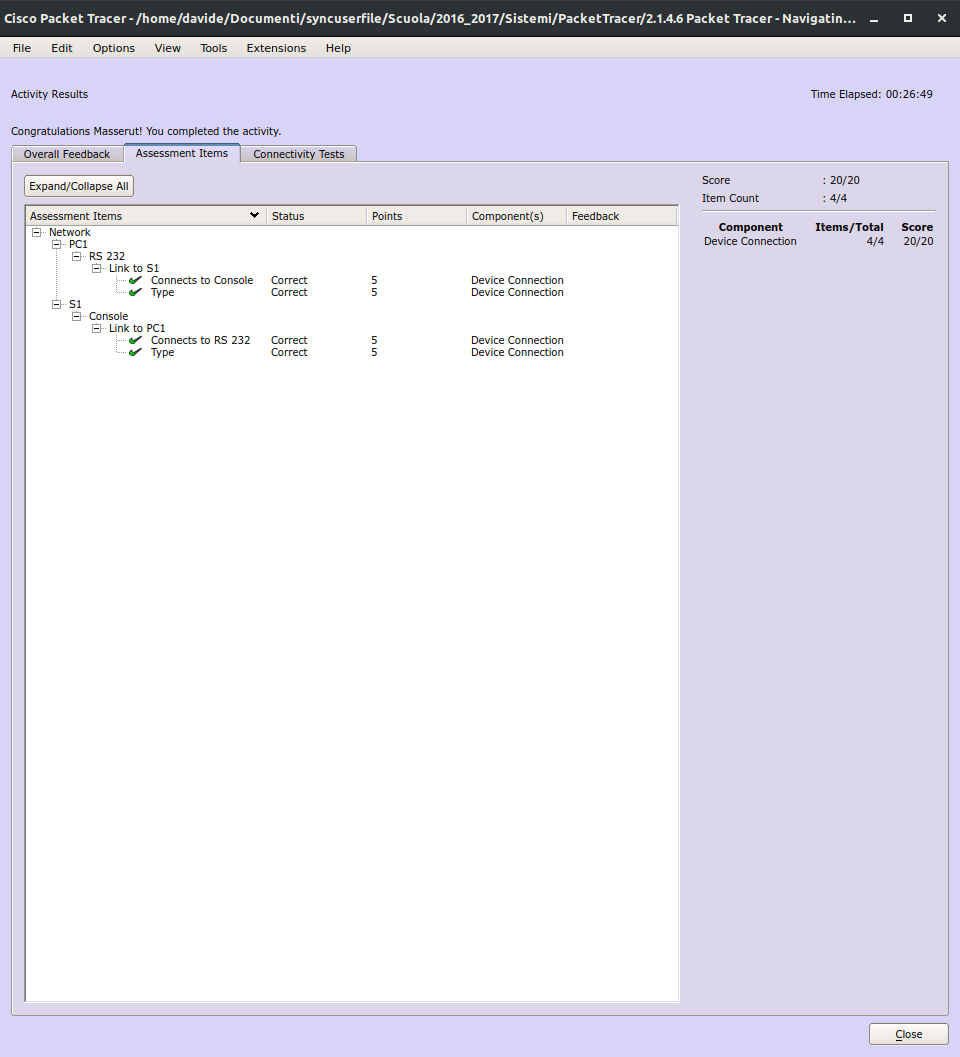 Cisco Packet Tracer - /home/davide/Documenti/syncuserfile/Scuola/2016_2017/Sistemi/PacketTracer/2.1.4.6 Packet Tracer - Navigatin...
File Edit Options View Tools Extensions Help
Activity Results Time Elapsed: 00:26:49
Congratulations Masserut! You completed the activity.
Overall Feedback Assessment Items Connectivity Tests
Expand/Collapse All
Score : 20/20
Item Count : 4/4
Component Items/Total Score
Device Connection 4/4 20/20
Assessment Items Status Points Component(s) Feedback
Network
PC1
RS 232
Link to S1
Connects to Console Correct 5 Device Connection
Type Correct 5 Device Connection
S1
Console
Link to PC1
Connects to RS 232 Correct 5 Device Connection
Type Correct 5 Device Connection
Close